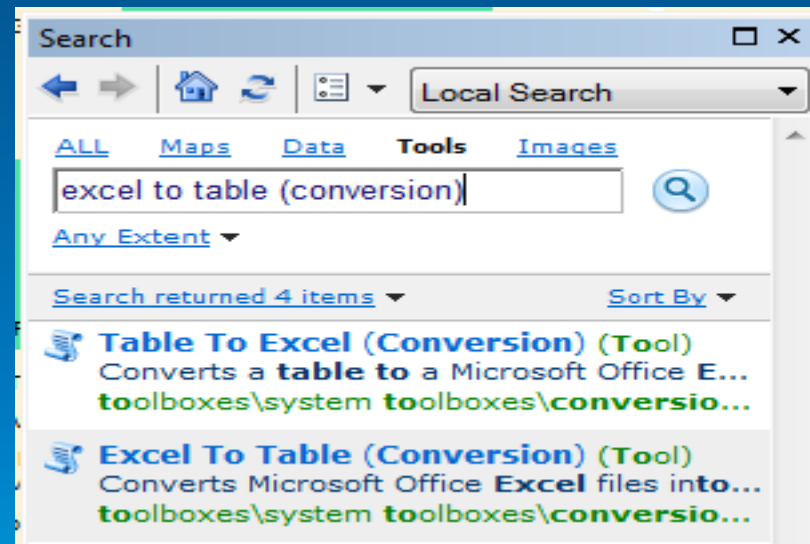 Search
Local Search
ALL Maps Data Tools Images
excel to table (conversion)
Any Extent
Search returned 4 items Sort By
Table To Excel (Conversion) (Tool)
Converts a table to a Microsoft Office E...
toolboxes\system toolboxes\conversio...
Excel To Table (Conversion) (Tool)
Converts Microsoft Office Excel files into...
toolboxes\system toolboxes\conversio...